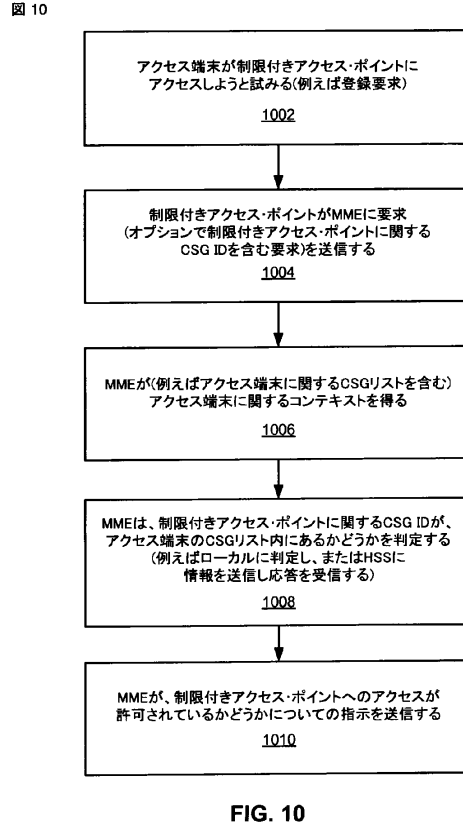 図 10
アクセス端末が制限付きアクセス・ポイントに
アクセスしようと試みる(例えば登録要求)
1002
制限付きアクセス・ポイントがMMEに要求
(オプションで制限付きアクセス・ポイントに関する
CSG IDを含む要求)を送信する
1004
MMEが(例えばアクセス端末に関するCSGリストを含む)
アクセス端末に関するコンテキストを得る
1006
MMEは、制限付きアクセス・ポイントに関するCSG IDが、
アクセス端末のCSGリスト内にあるかどうかを判定する
(例えばローカルに判定し、またはHSSに
情報を送信し応答を受信する)
1008
MMEが、制限付きアクセス・ポイントへのアクセスが
許可されているかどうかについての指示を送信する
1010
FIG. 10